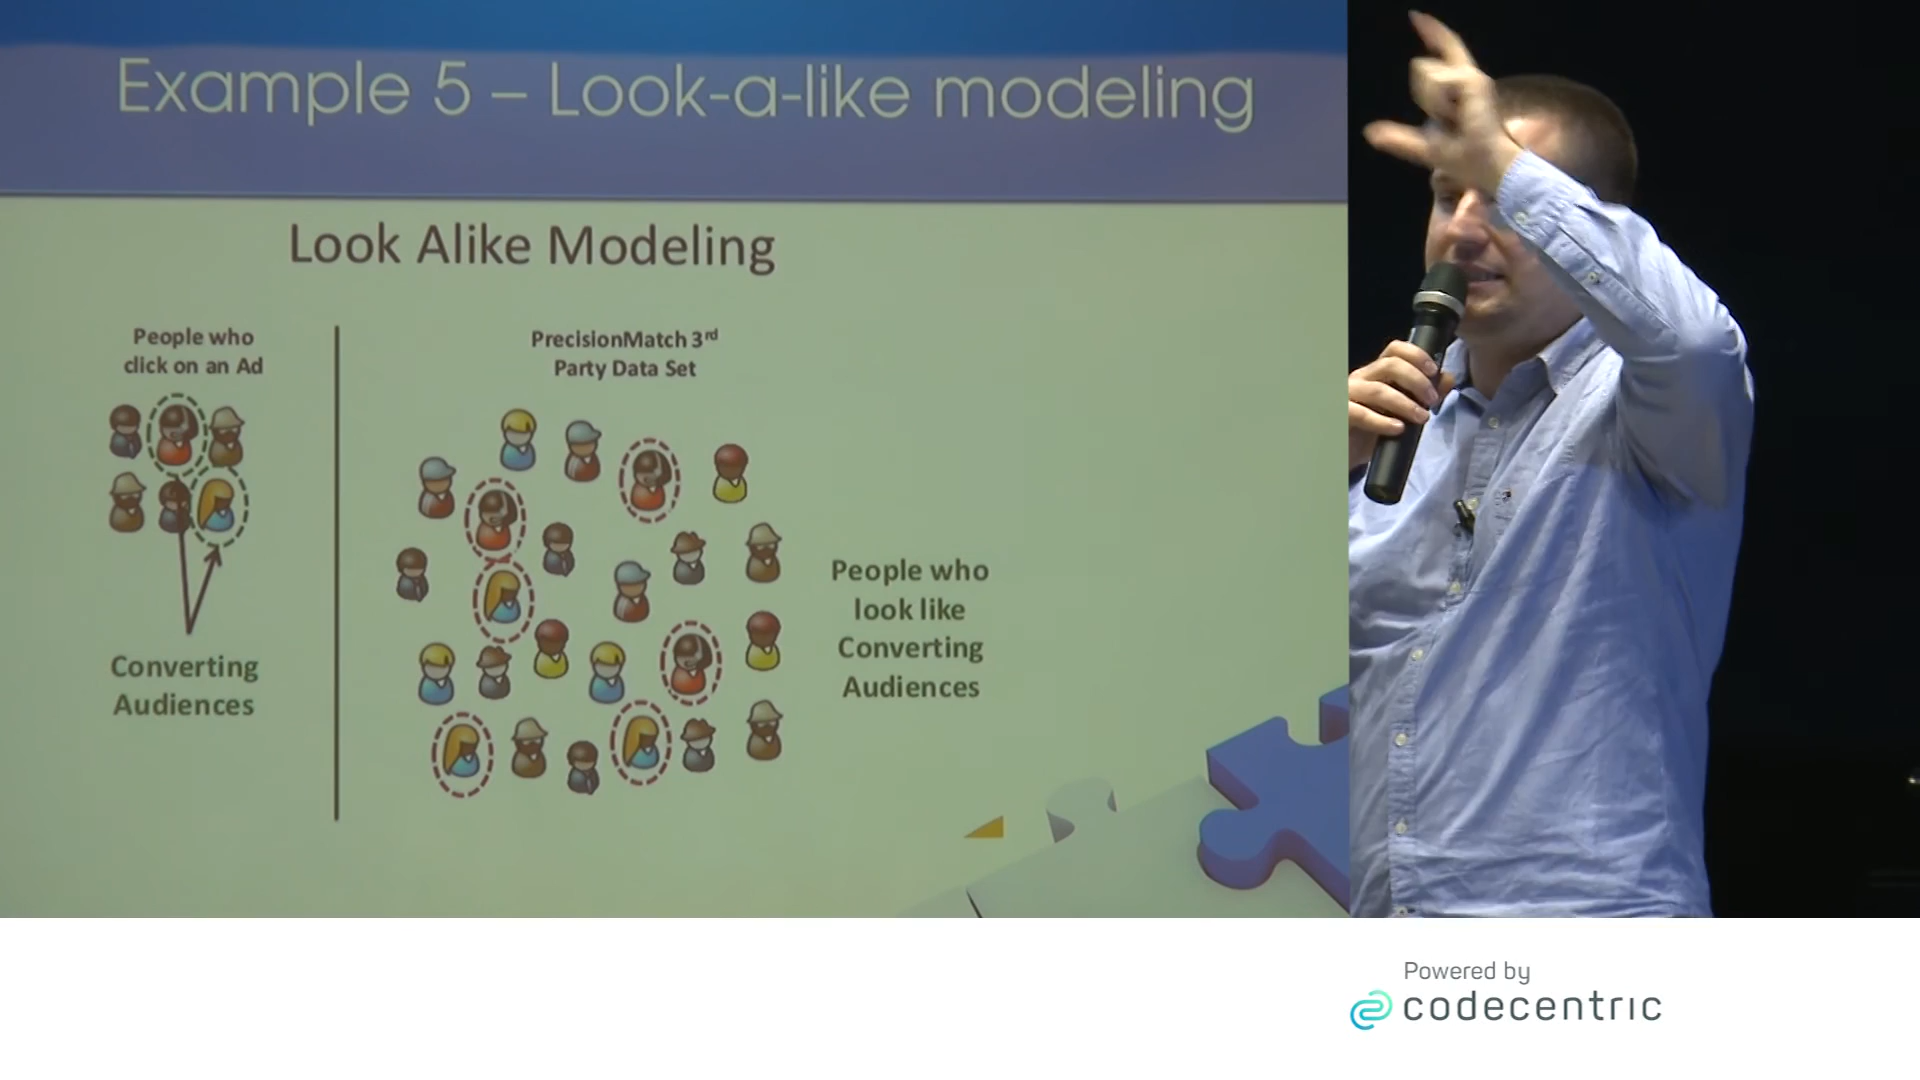 Example 5 – Look-a-like modeling
Look Alike Modeling
People who
click on an Ad
PrecisionMatch 3rd
Party Data Set
People who
look like
Converting
Audiences
Converting
Audiences
Powered by
codecentric